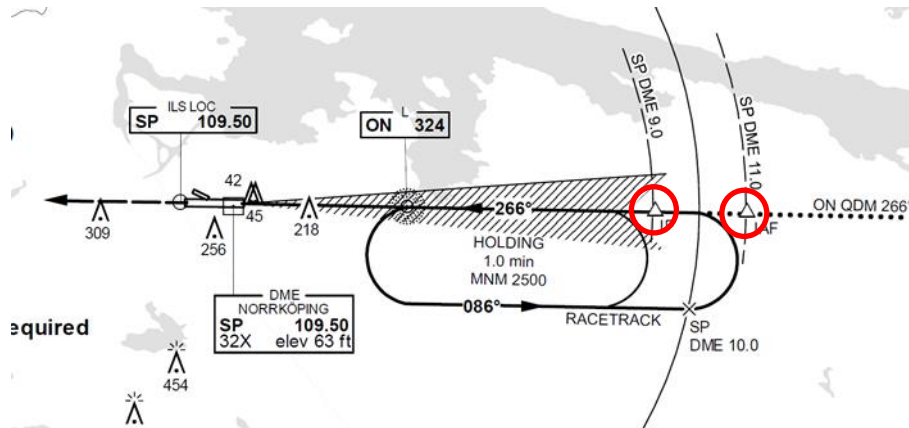 ILS LOC
SP 109.50
L
ON 324
SP DME 9.0
SP DME 11.0
42
45
309
256
218
266°
ON QDM 266°
HOLDING
1.0 min
MNM 2500
086°
RACETRACK
SP
DME 10.0
DME
NORRKÖPING
SP 109.50
32X elev 63 ft
equired
454